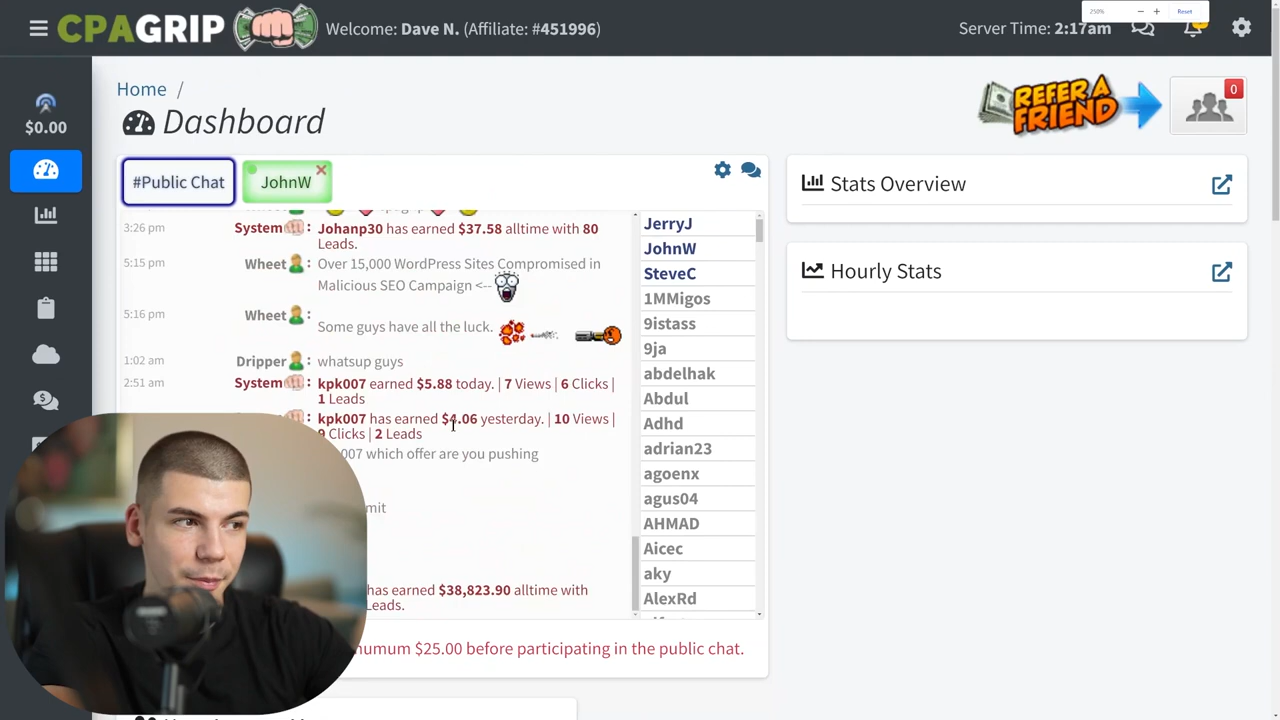 CPAGRIP
Welcome: Dave N. (Affiliate: #451996)
Server Time: 2:17am
250%
Reset
$0.00
Home /
Dashboard
REFER A
FRIEND
0
#Public Chat
JohnW
3:26 pm System : Johanp30 has earned $37.58 alltime with 80
Leads.
5:15 pm Wheet : Over 15,000 WordPress Sites Compromised in
Malicious SEO Campaign <--
5:16 pm Wheet : Some guys have all the luck.
1:02 am Dripper : whatsup guys
2:51 am System : kpk007 earned $5.88 today. | 7 Views | 6 Clicks |
1 Leads
kpk007 has earned $4.06 yesterday. | 10 Views |
Clicks | 2 Leads
007 which offer are you pushing
mit
has earned $38,823.90 alltime with
Leads.
$25.00 before participating in the public chat.
JerryJ
JohnW
SteveC
1MMigos
9istass
9ja
abdelhak
Abdul
Adhd
adrian23
agoenx
agus04
AHMAD
Aicec
aky
AlexRd
Stats Overview
Hourly Stats